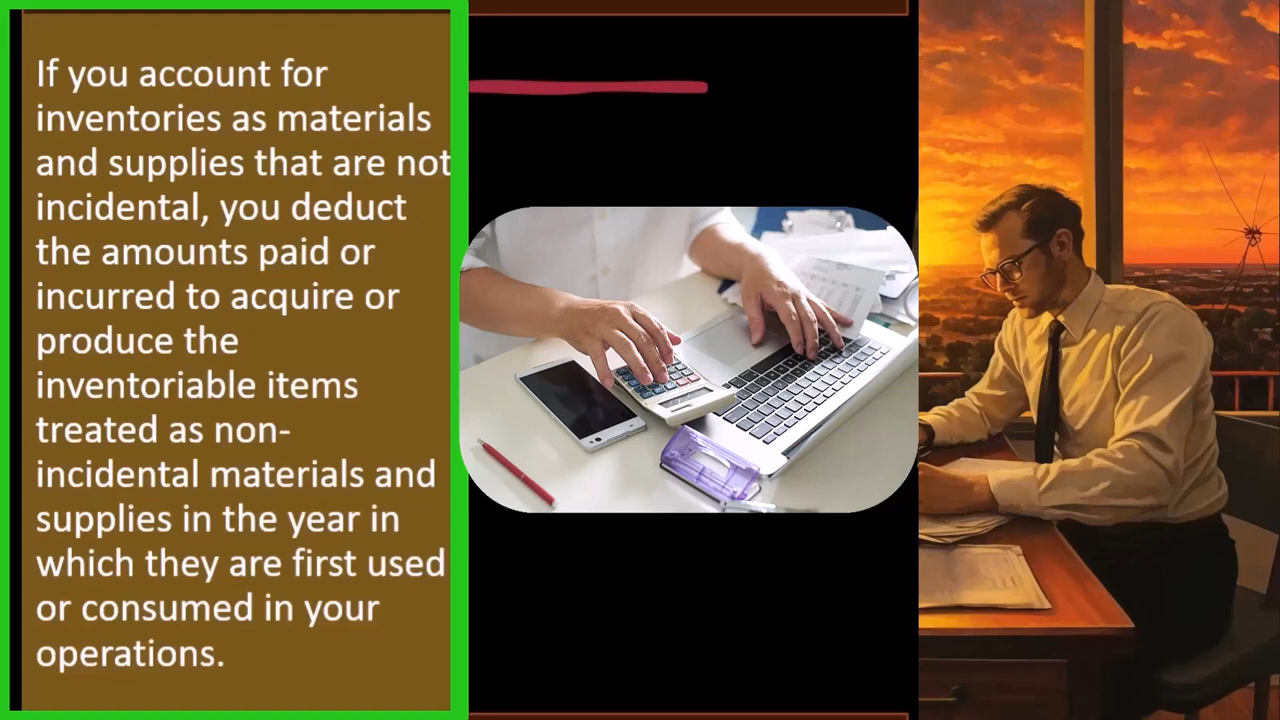 If you account for
inventories as materials
and supplies that are not
incidental, you deduct
the amounts paid or
incurred to acquire or
produce the
inventoriable items
treated as non-
incidental materials and
supplies in the year in
which they are first used
or consumed in your
operations.